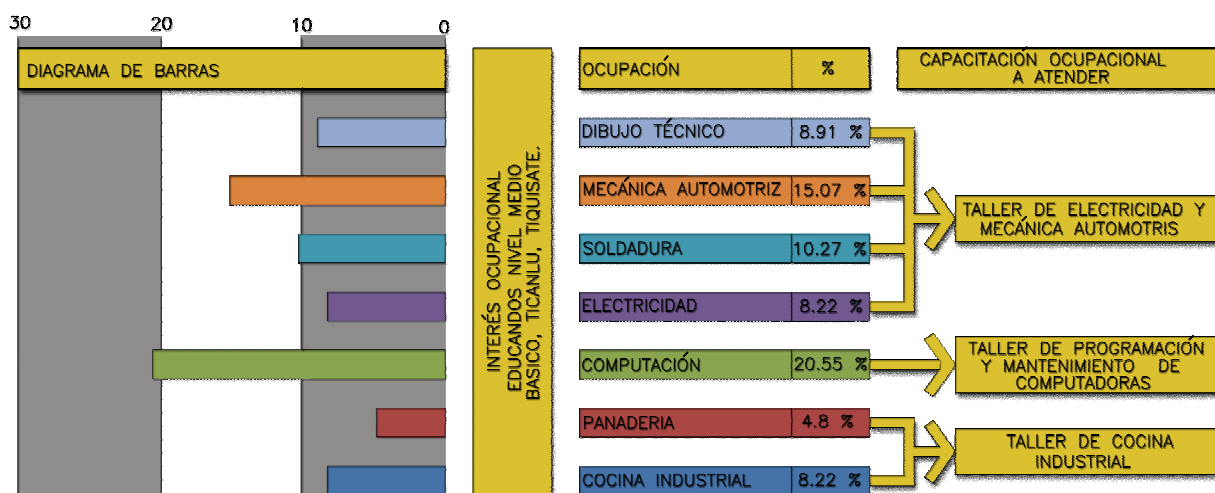 30 20 10 0
DIAGRAMA DE BARRAS
INTERÉS OCUPACIONAL
EDUCANDOS NIVEL MEDIO
BASICO, TICANLU, TIQUISATE.
OCUPACIÓN %
CAPACITACIÓN OCUPACIONAL
A ATENDER
DIBUJO TÉCNICO 8.91 %
MECÁNICA AUTOMOTRIZ 15.07 %
SOLDADURA 10.27 %
ELECTRICIDAD 8.22 %
TALLER DE ELECTRICIDAD Y
MECÁNICA AUTOMOTRIS
COMPUTACIÓN 20.55 %
TALLER DE PROGRAMACIÓN
Y MANTENIMIENTO DE
COMPUTADORAS
PANADERIA 4.8 %
COCINA INDUSTRIAL 8.22 %
TALLER DE COCINA
INDUSTRIAL